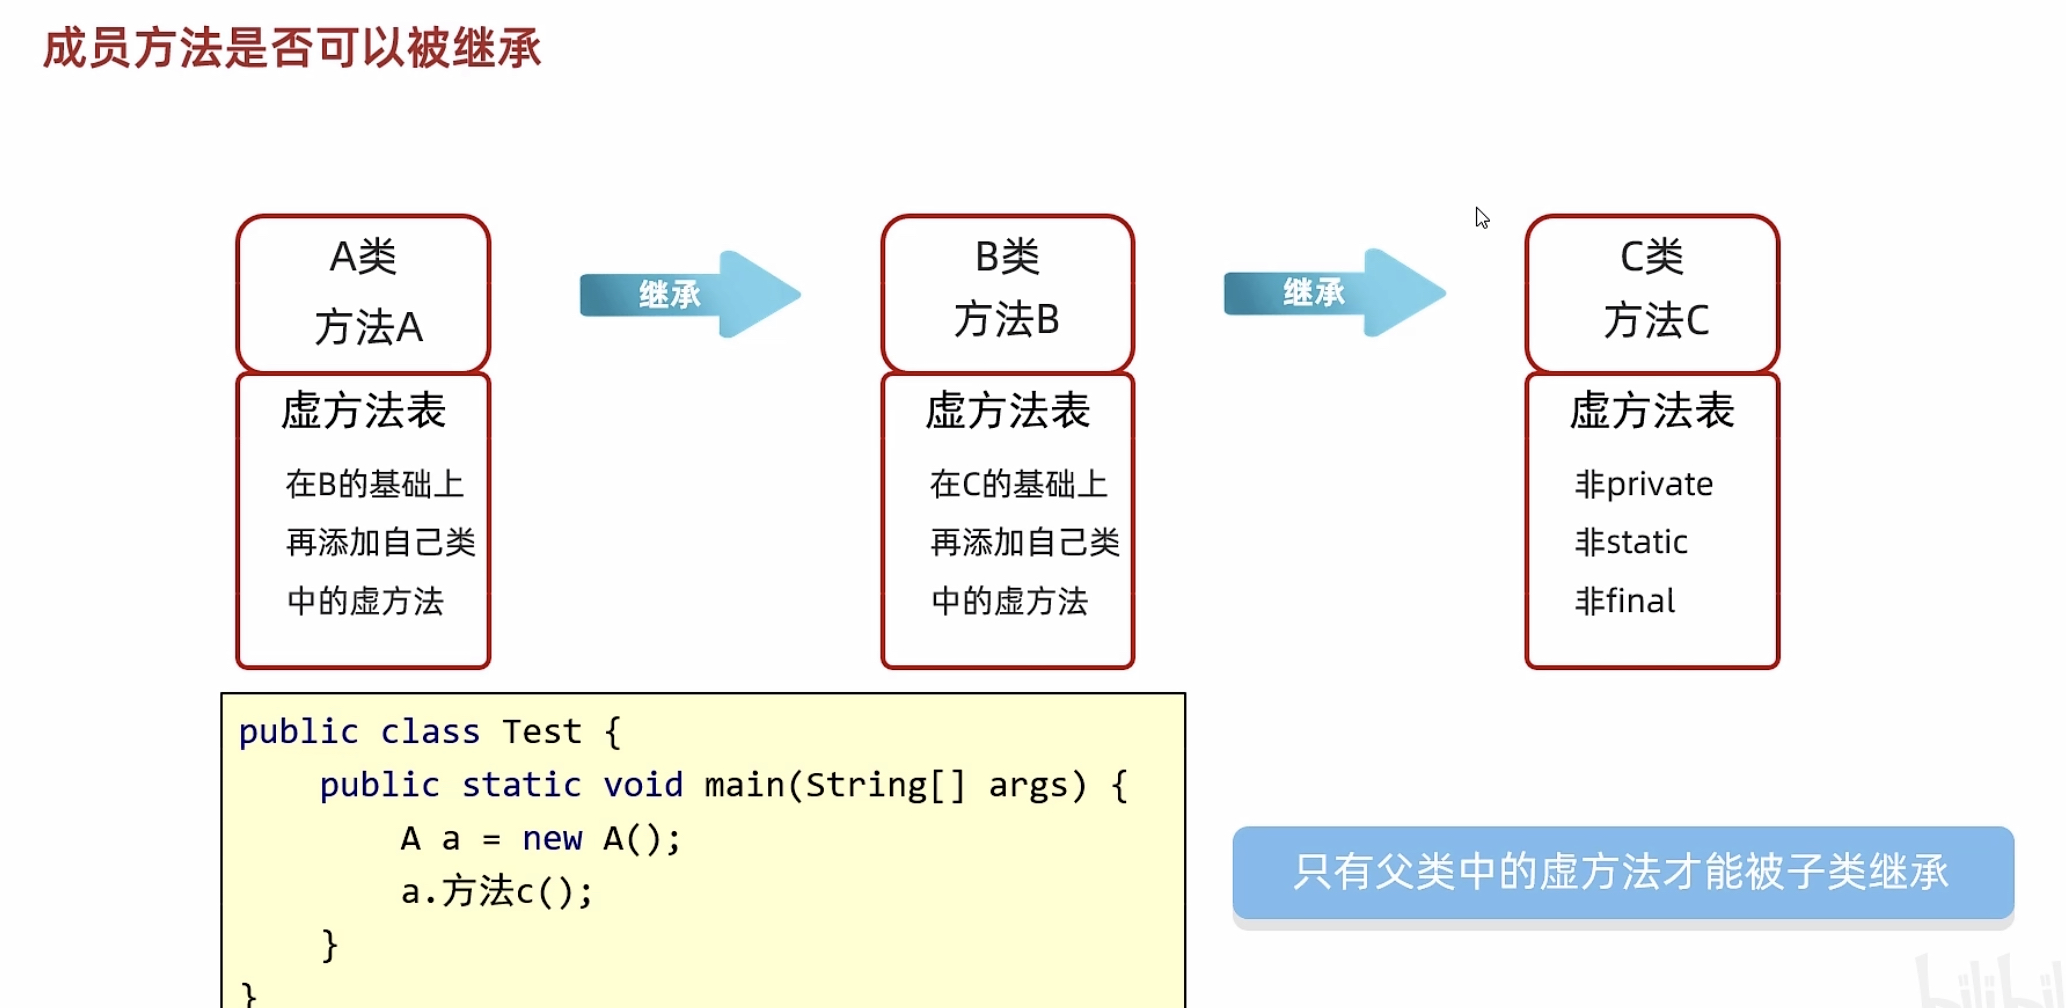 成员方法是否可以被继承
A类
方法A
继承
B类
方法B
继承
C类
方法C
虚方法表
在B的基础上
再添加自己类
中的虚方法
虚方法表
在C的基础上
再添加自己类
中的虚方法
虚方法表
非private
非static
非final
public class Test {
public static void main(String[] args) {
A a = new A();
a.方法c();
}
}
只有父类中的虚方法才能被子类继承